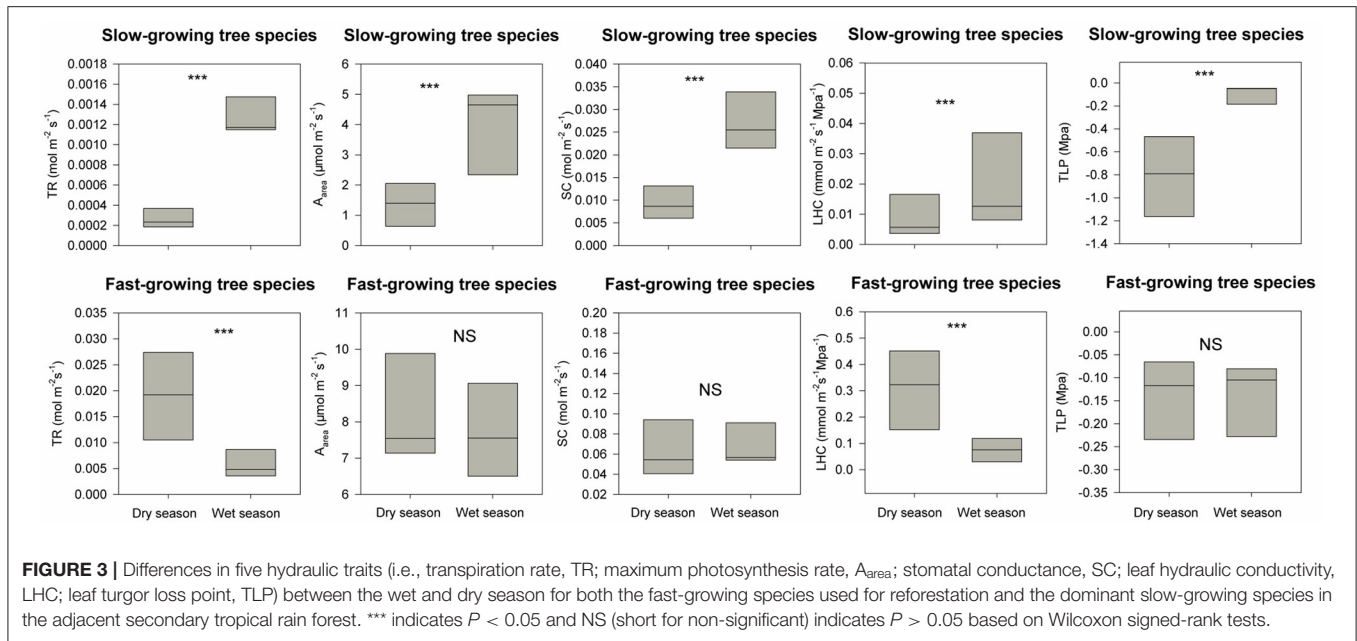 Slow-growing tree species
Slow-growing tree species
Slow-growing tree species
Slow-growing tree species
Slow-growing tree species
TR (mol m-2 s-1)
0.0018
0.0016
0.0014
0.0012
0.0010
0.0008
0.0006
0.0004
0.0002
0.0000
***
Aarea (µmol m-2 s-1)
6
5
4
3
2
1
0
***
SC (mol m-2 s-1)
0.040
0.035
0.030
0.025
0.020
0.015
0.010
0.005
0.000
***
LHC (mmol m-2 s-1 Mpa-1)
0.06
0.05
0.04
0.03
0.02
0.01
0.00
***
TLP (Mpa)
0.0
-0.2
-0.4
-0.6
-0.8
-1.0
-1.2
-1.4
***
Fast-growing tree species
Fast-growing tree species
Fast-growing tree species
Fast-growing tree species
Fast-growing tree species
TR (mol m-2 s-1)
0.035
0.030
0.025
0.020
0.015
0.010
0.005
0.000
***
Dry season Wet season
Aarea (µmol m-2 s-1)
11
10
9
8
7
6
NS
Dry season Wet season
SC (mol m-2 s-1)
0.20
0.18
0.16
0.14
0.12
0.10
0.08
0.06
0.04
0.02
NS
Dry season Wet season
LHC (mmol m-2s-1Mpa-1)
0.6
0.5
0.4
0.3
0.2
0.1
0.0
***
Dry season Wet season
TLP (Mpa)
0.00
-0.05
-0.10
-0.15
-0.20
-0.25
-0.30
-0.35
NS
Dry season Wet season
FIGURE 3 | Differences in five hydraulic traits (i.e., transpiration rate, TR; maximum photosynthesis rate, Aarea; stomatal conductance, SC; leaf hydraulic conductivity,
LHC; leaf turgor loss point, TLP) between the wet and dry season for both the fast-growing species used for reforestation and the dominant slow-growing species in
the adjacent secondary tropical rain forest. *** indicates P < 0.05 and NS (short for non-significant) indicates P > 0.05 based on Wilcoxon signed-rank tests.